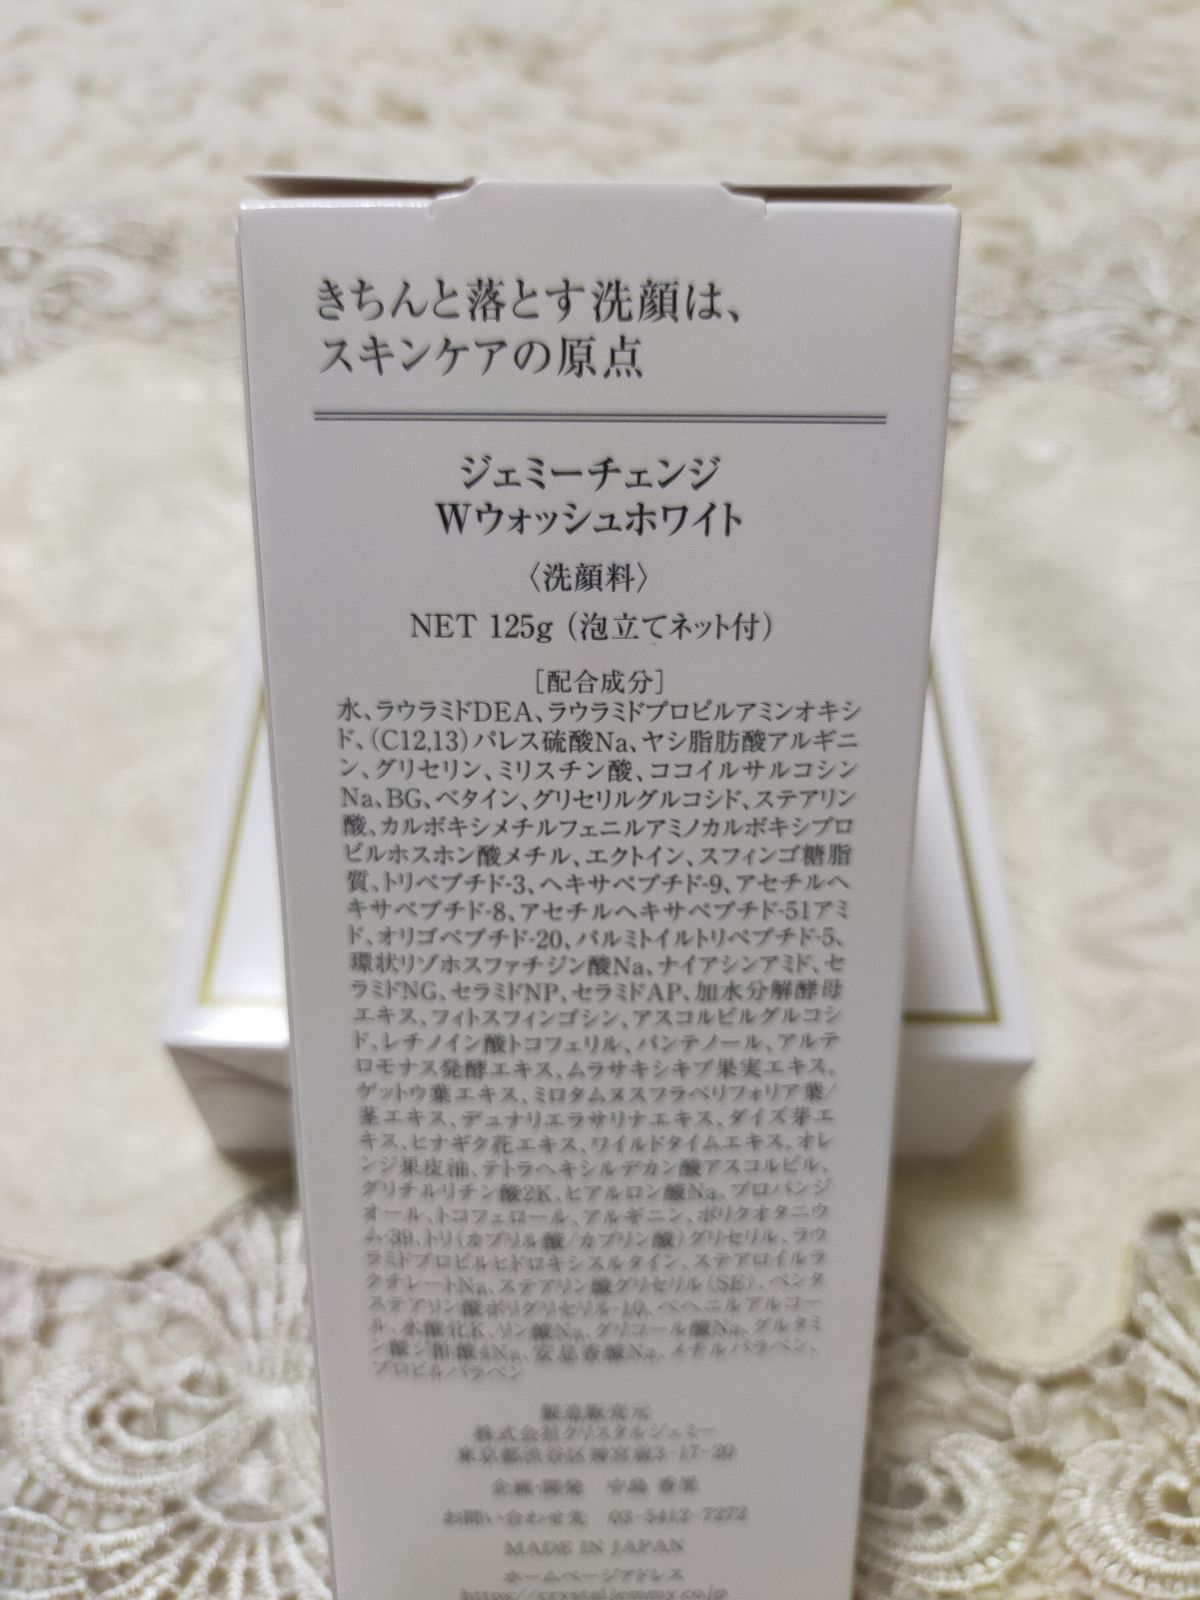 きちんと落とす洗顔は、
スキンケアの原点
ジェミーチェンジ
Wウォッシュホワイト
〈洗顔料〉
NET 125g（泡立てネット付）
［配合成分］
水、ラウラミドDEA、ラウラミドプロピルアミンオキシ
ド、（C12,13）パレス硫酸Na、ヤシ脂肪酸アルギニ
ン、グリセリン、ミリスチン酸、ココイルサルコシン
Na、BG、ベタイン、グリセリルグルコシド、ステアリン
酸、カルボキシメチルフェニルアミノカルボキシプロ
ピルホスホン酸メチル、エクトイン、スフィンゴ糖脂
質、トリペプチド-3、ヘキサペプチド-9、アセチルヘ
キサペプチド-8、アセチルヘキサペプチド-51アミ
ド、オリゴペプチド-20、パルミトイルトリペプチド-5、
環状リゾホスファチジン酸Na、ナイアシンアミド、セ
ラミドNG、セラミドNP、セラミドAP、加水分解酵母
エキス、フィトスフィンゴシン、アスコルビルグルコシ
ド、レチノイン酸トコフェリル、パンテノール、アルテ
ロモナス発酵エキス、ムラサキシキブ果実エキス、
ゲットウ葉エキス、ミロタムヌスフラベリフォリア葉/
茎エキス、デュナリエラサリナエキス、ダイズ芽エ
キス、ヒナギク花エキス、ワイルドタイムエキス、オレ
ンジ果皮油、テトラヘキシルデカン酸アスコルビル、
グリチルリチン酸2K、ヒアルロン酸Na、プロパンジ
オール、トコフェロール、アルギニン、ポリクオタニウ
ム-39、トリ（カプリル酸/カプリン酸）グリセリル、ラウ
ラミドプロピルヒドロキシスルタイン、ステアロイルラ
クチレートNa、ステアリン酸グリセリル（SE）、ペンタ
ステアリン酸ポリグリセリル-10、ベヘニルアルコー
ル、水酸化K、リン酸Na、グリコール酸Na、グルタミ
ン酸ジ酢酸4Na、安息香酸Na、メチルパラベン、
プロピルパラベン
製造販売元
株式会社クリスタルジェミー
東京都渋谷区神宮前3-17-20
企画・開発 中島 香里
お問い合わせ先 03-5412-7272
MADE IN JAPAN
ホームページアドレス